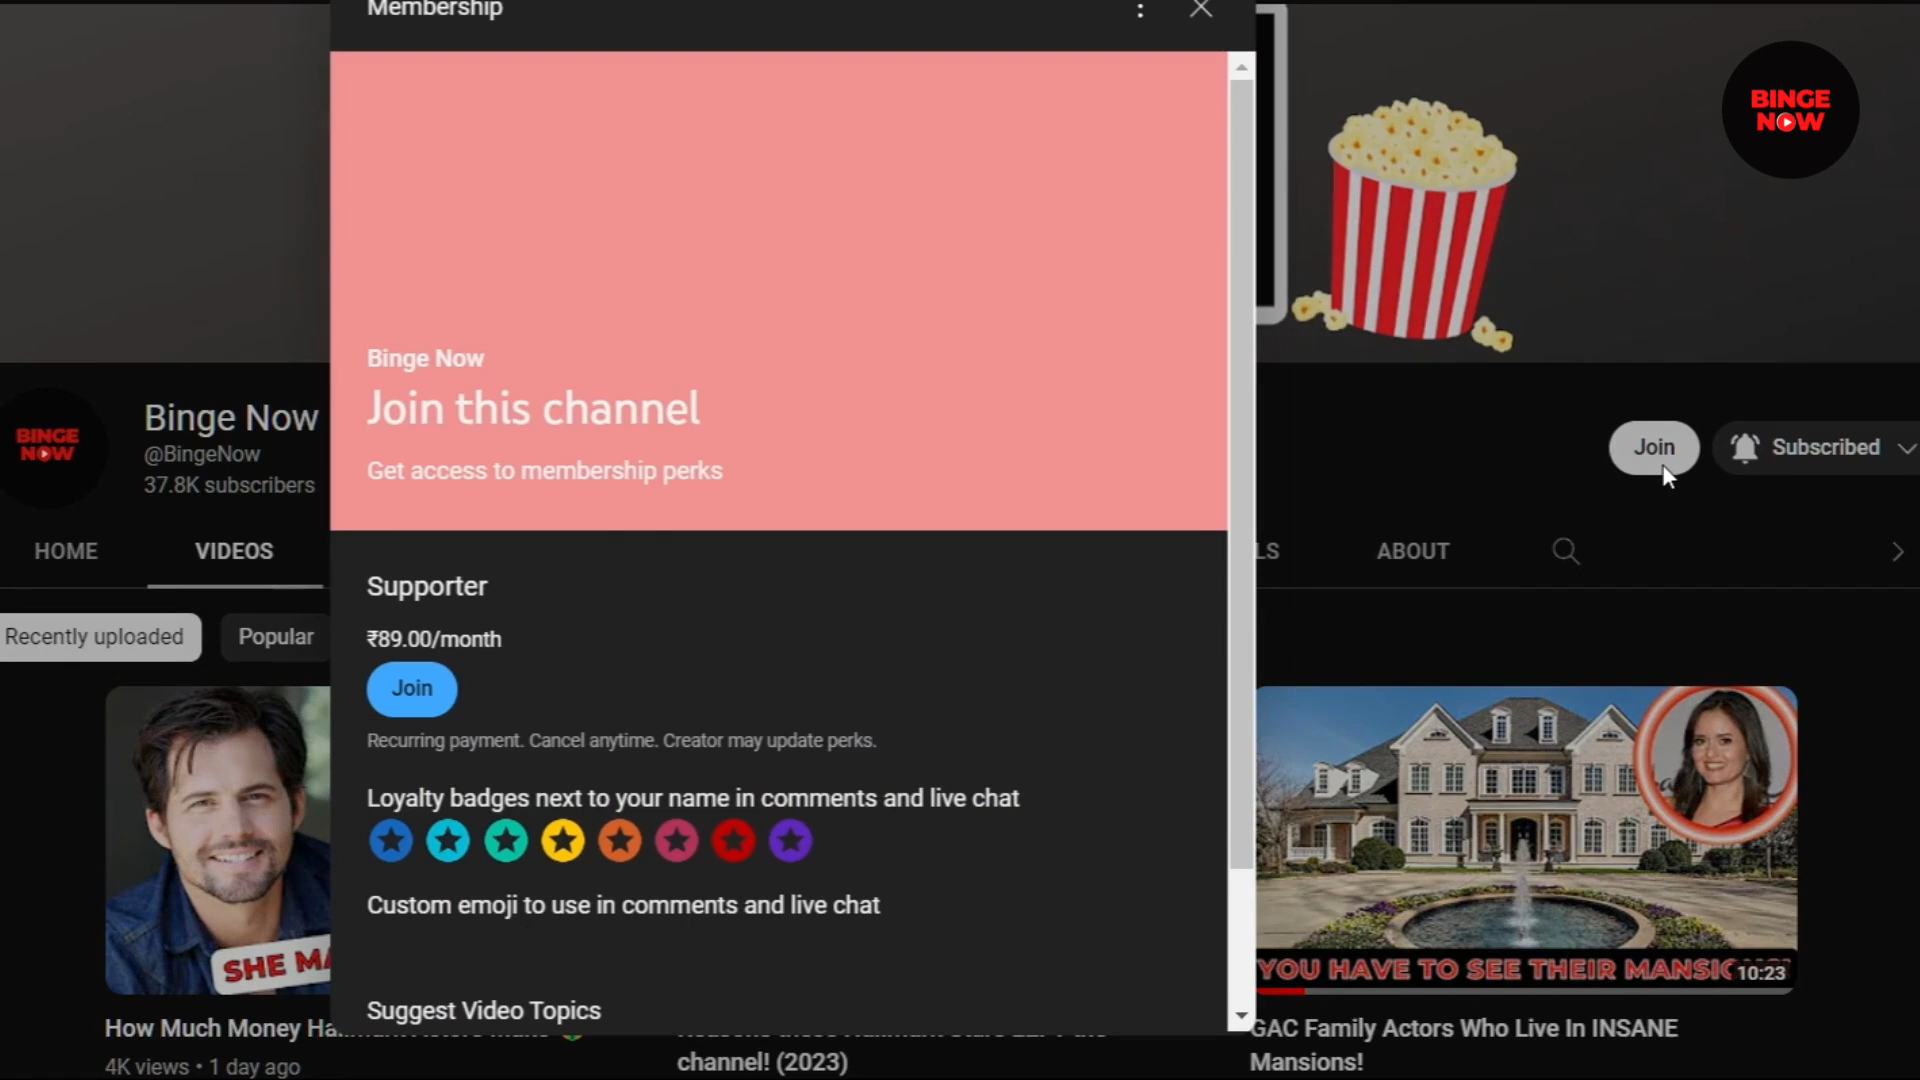 Membership
BINGE
NOW
Binge Now
Join this channel
Get access to membership perks
BINGE
NOW
Binge Now
@BingeNow
37.8K subscribers
Join
Subscribed
HOME
VIDEOS
LS
ABOUT
Recently uploaded
Popular
Supporter
₹89.00/month
Join
Recurring payment. Cancel anytime. Creator may update perks.
Loyalty badges next to your name in comments and live chat
Custom emoji to use in comments and live chat
Suggest Video Topics
SHE MA
YOU HAVE TO SEE THEIR
10:23
How Much Money
4K views • 1 day ago
channel! (2023)
GAC Family Actors Who Live In INSANE
Mansions!